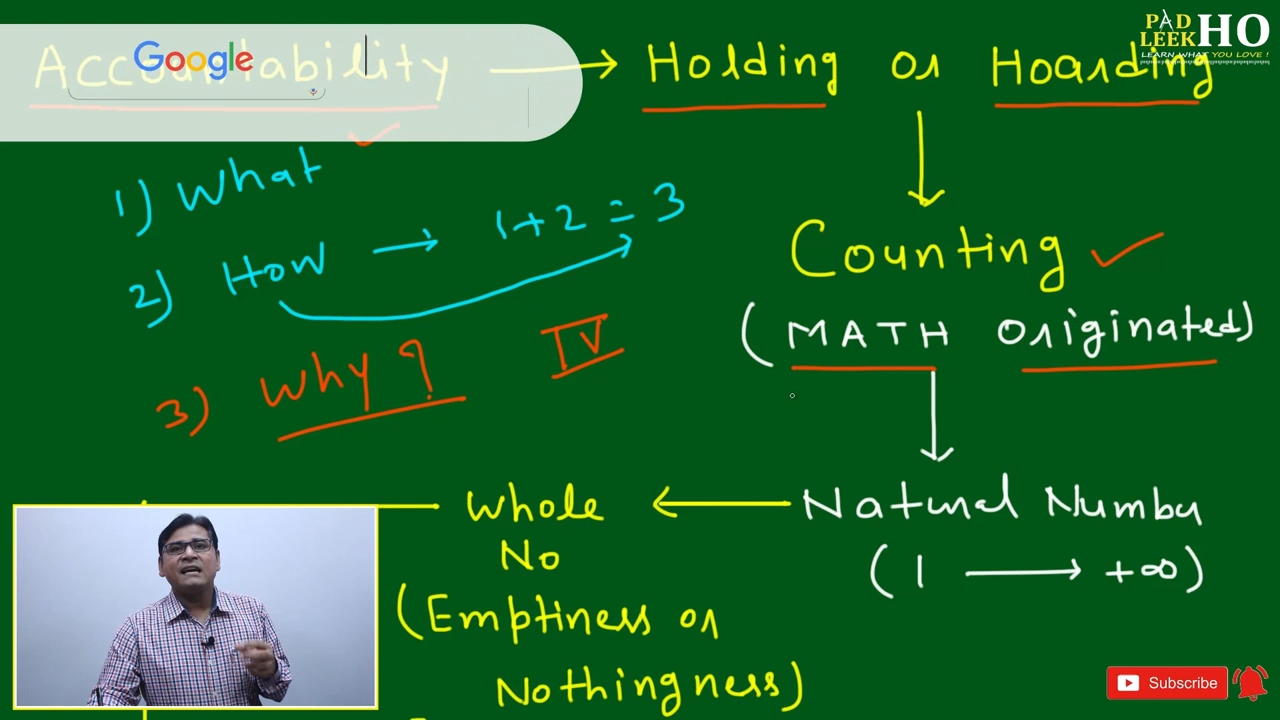 Accountability → Holding or Hoarding
Google
PAD
LEEK HO
LEARN WHAT YOU LOVE !
1) What ✓
2) How → 1+2=3
3) Why ?
IV
Counting ✓
(MATH Originated)
Natural Number
(1 → +∞)
Whole
No
(Emptiness or
Nothingness)
Subscribe